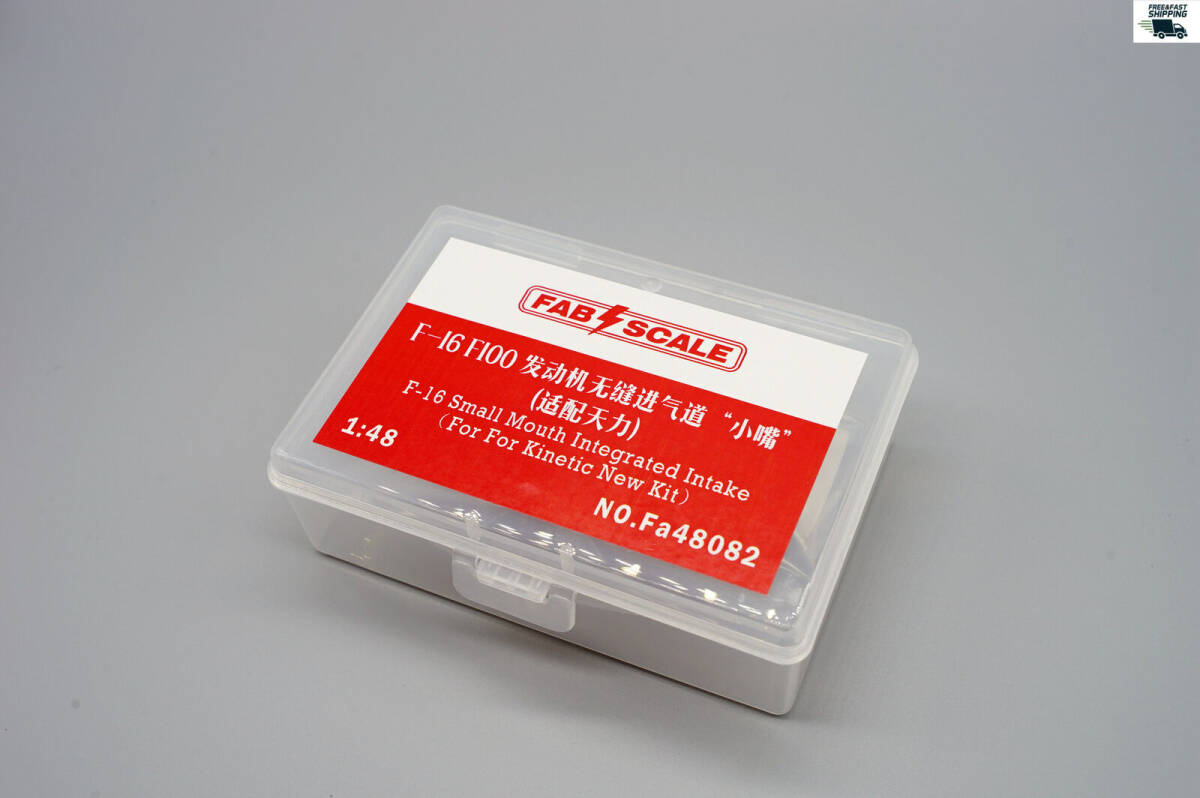 FREE&FAST
SHIPPING
FAB SCALE
F-16 F100 发动机无缝进气道 “小嘴”
(适配天力)
F-16 Small Mouth Integrated Intake
(For For Kinetic New Kit)
1:48
NO.Fa48082